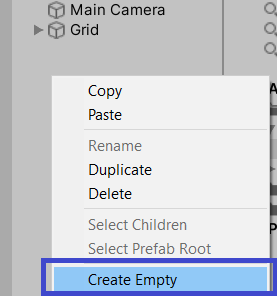 Main Camera
Grid
Copy
Paste
Rename
Duplicate
Delete
Select Children
Select Prefab Root
Create Empty